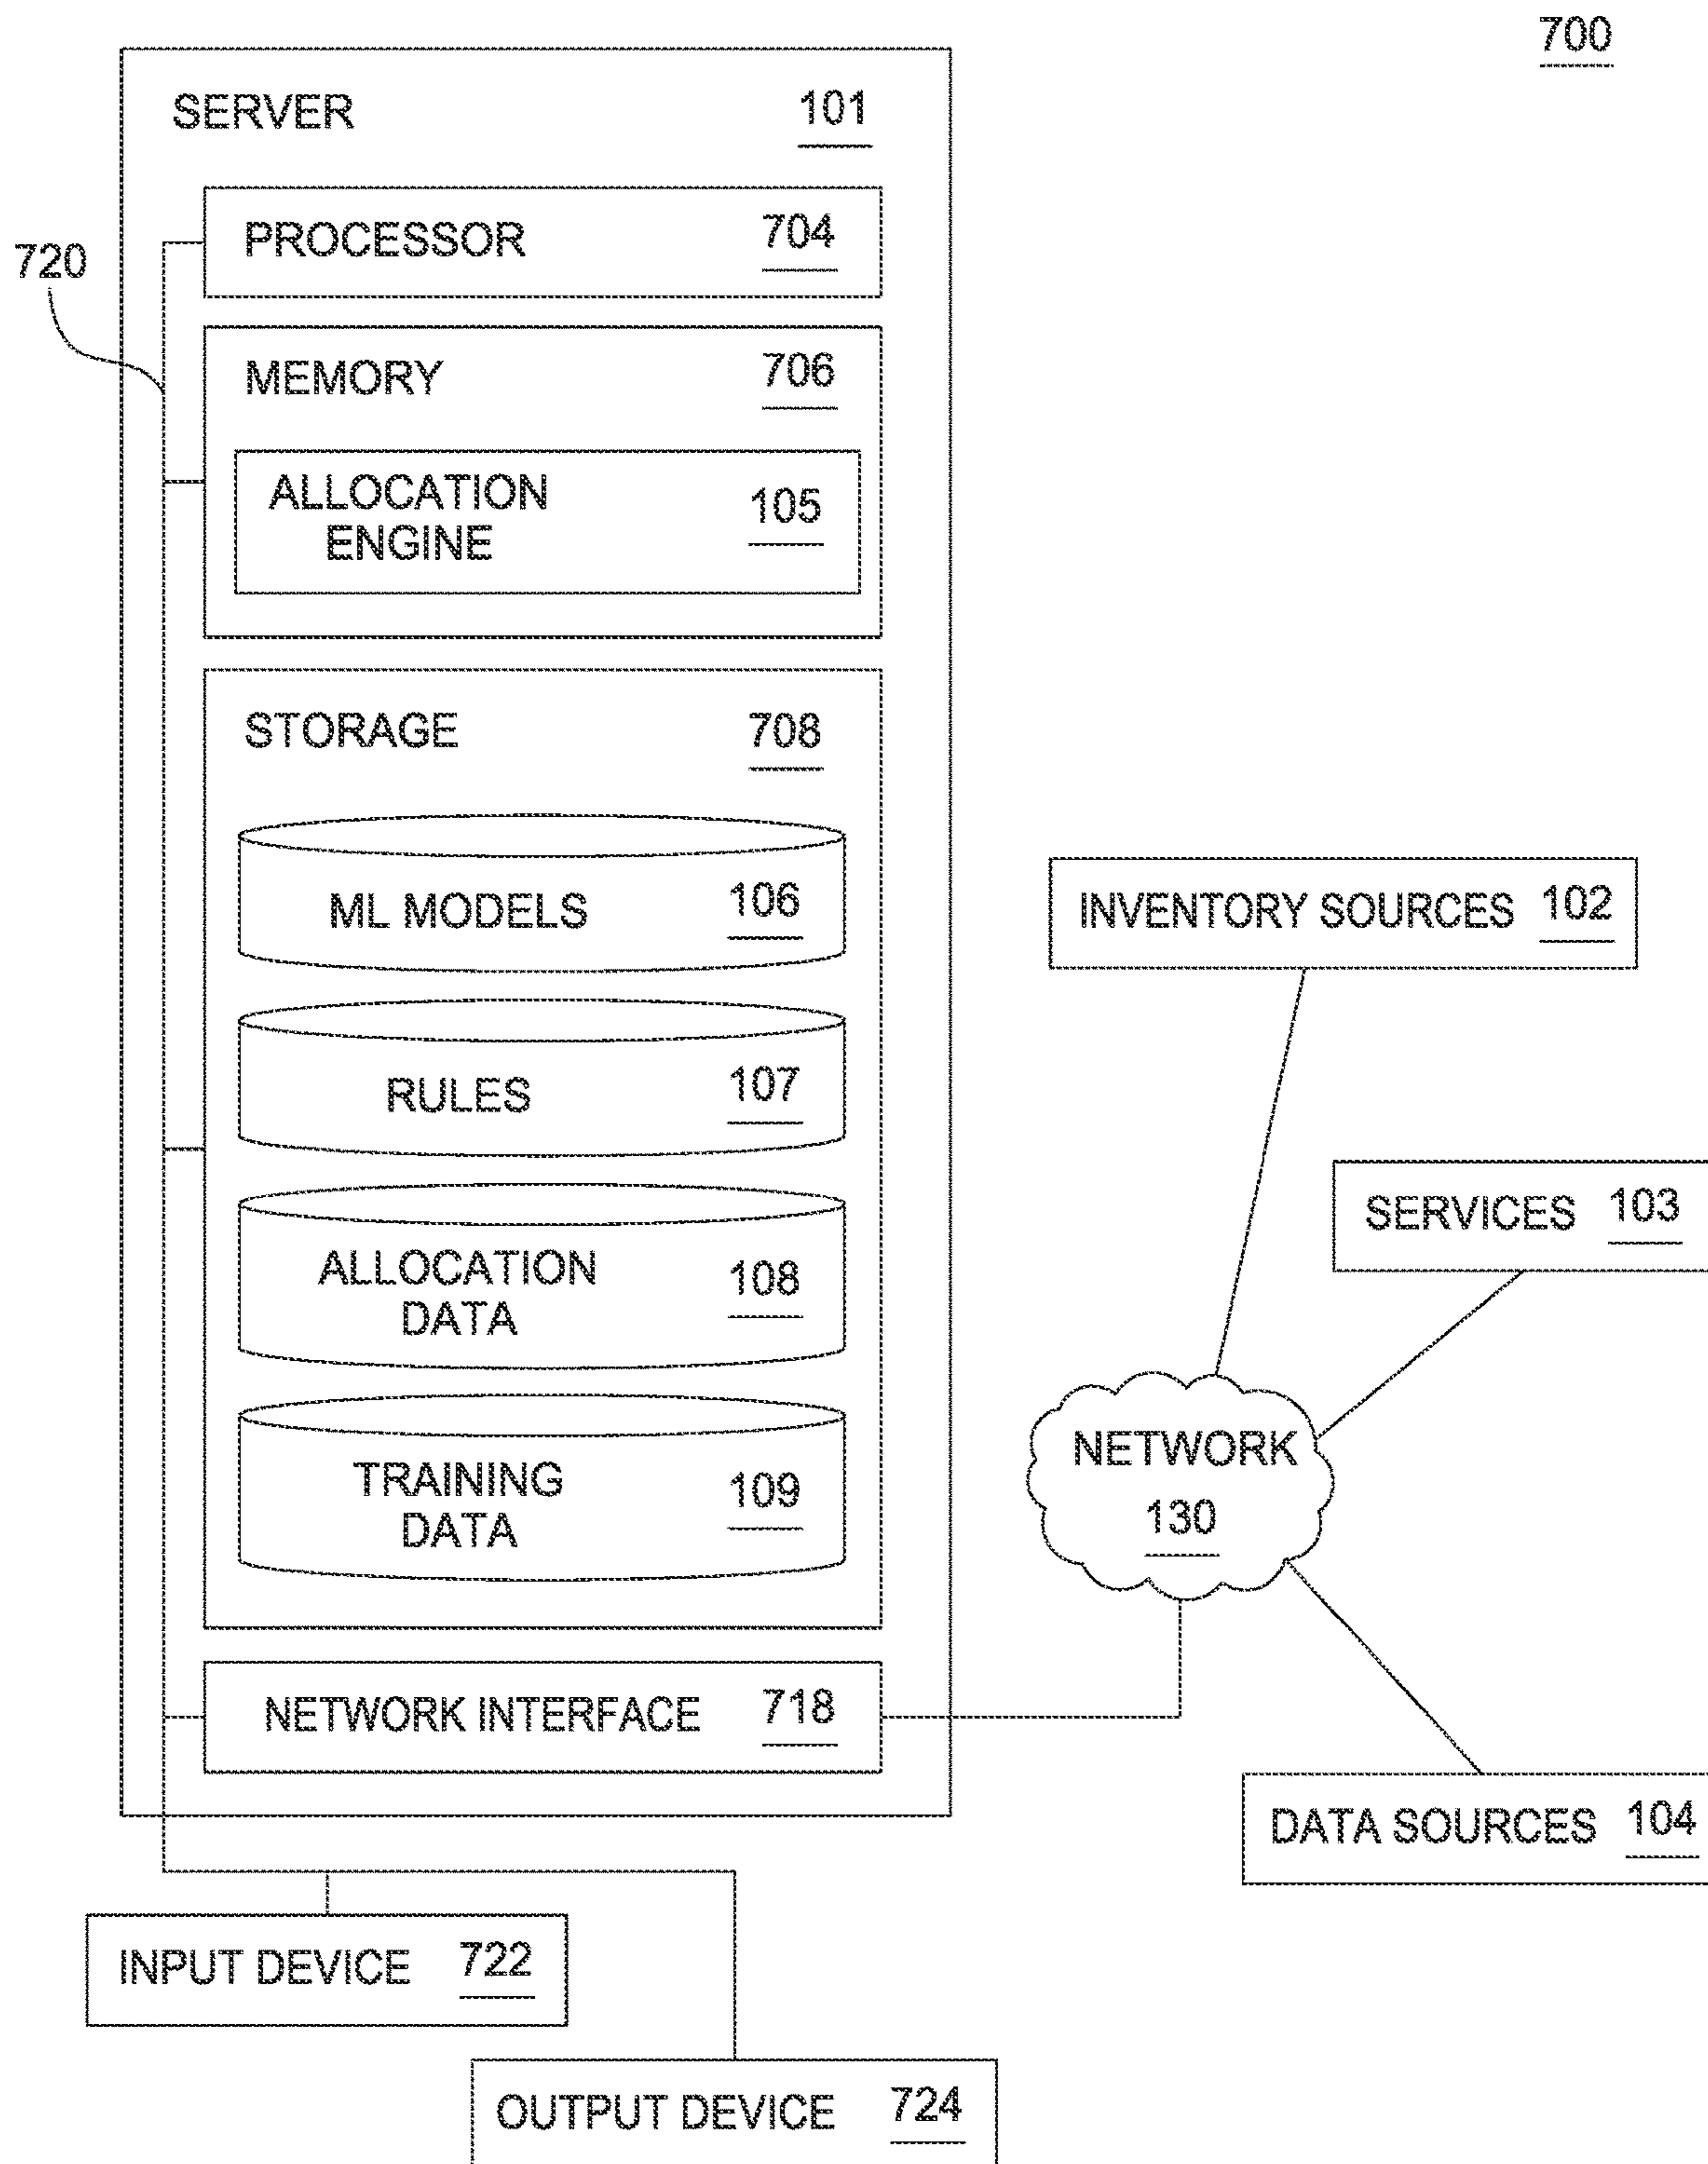 700
SERVER 101
PROCESSOR 704
720
MEMORY 706
ALLOCATION
ENGINE 105
STORAGE 708
ML MODELS 106
INVENTORY SOURCES 102
RULES 107
SERVICES 103
ALLOCATION
DATA 108
NETWORK
130
TRAINING
DATA 109
NETWORK INTERFACE 718
DATA SOURCES 104
INPUT DEVICE 722
OUTPUT DEVICE 724